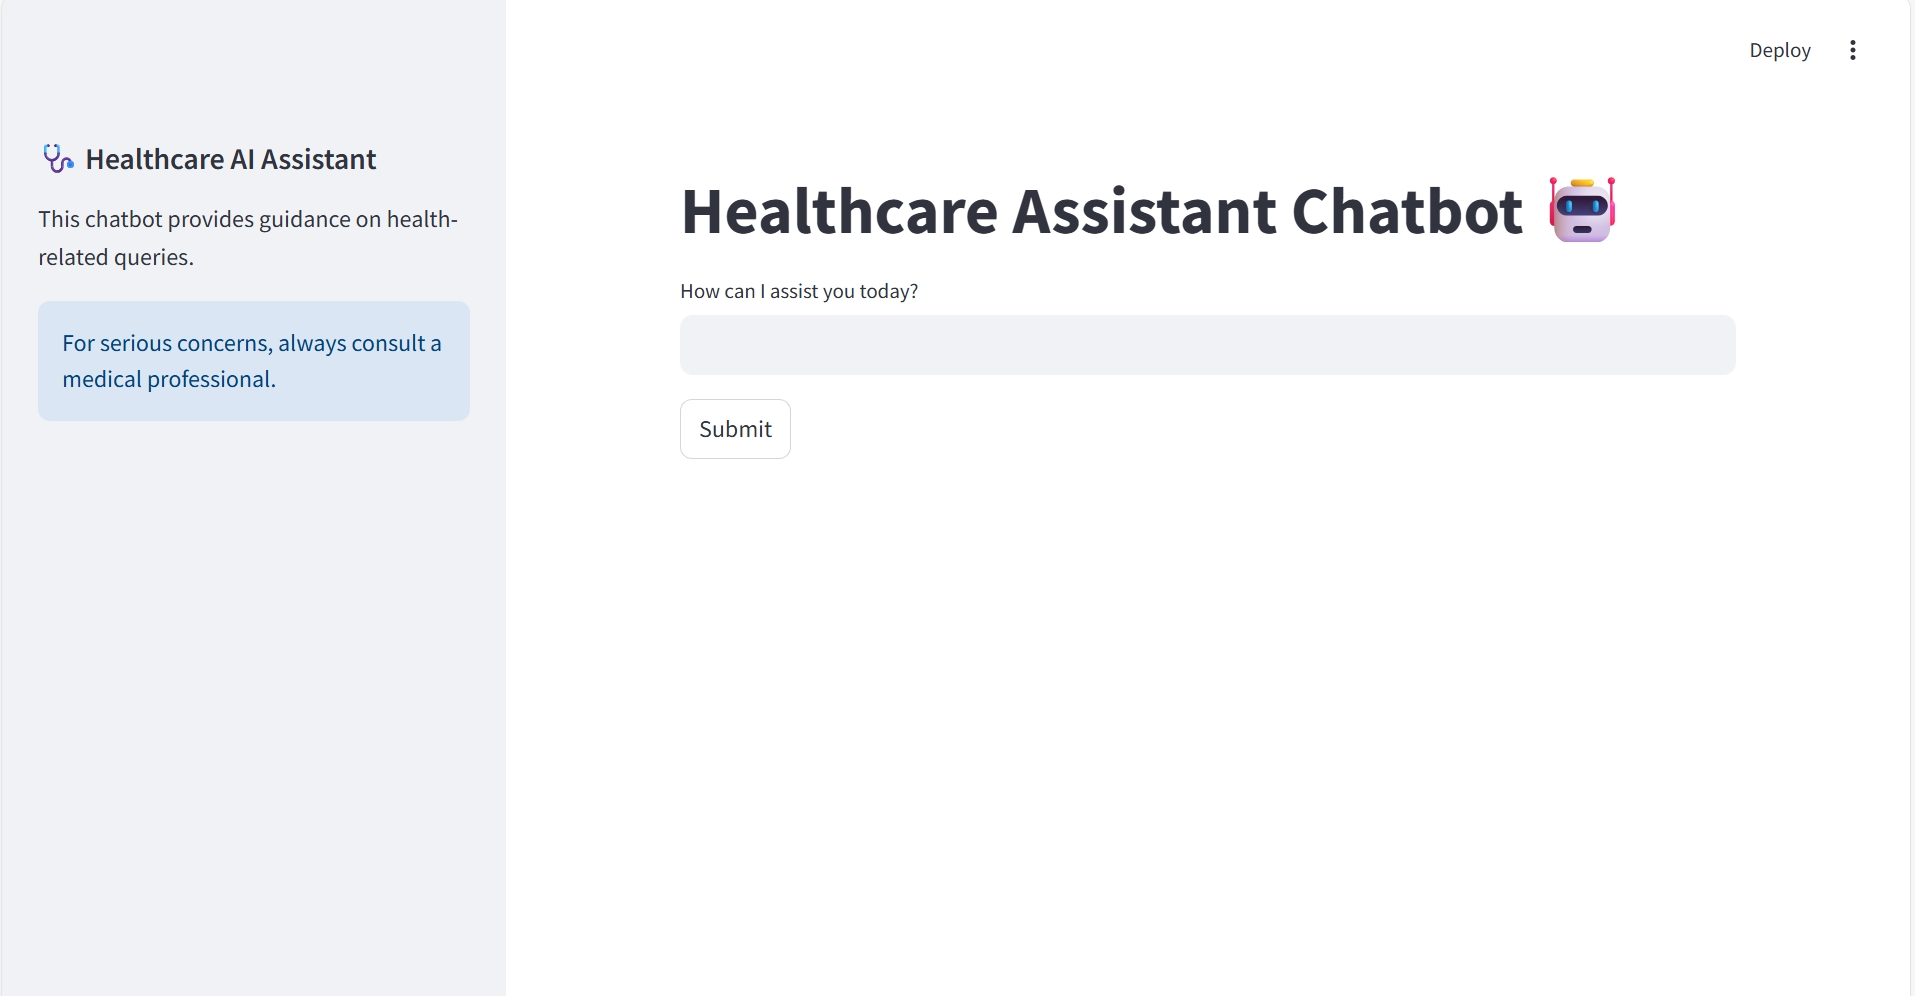 Deploy
Healthcare AI Assistant
This chatbot provides guidance on health-
related queries.
For serious concerns, always consult a
medical professional.
Healthcare Assistant Chatbot
How can I assist you today?
Submit